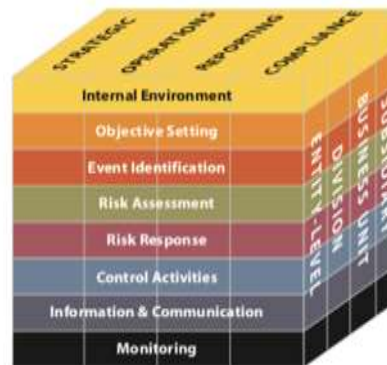 STRATEGIC
OPERATIONS
REPORTING
COMPLIANCE
Internal Environment
Objective Setting
Event Identification
Risk Assessment
Risk Response
Control Activities
Information & Communication
Monitoring
ENTITY-LEVEL
DIVISION
BUSINESS UNIT